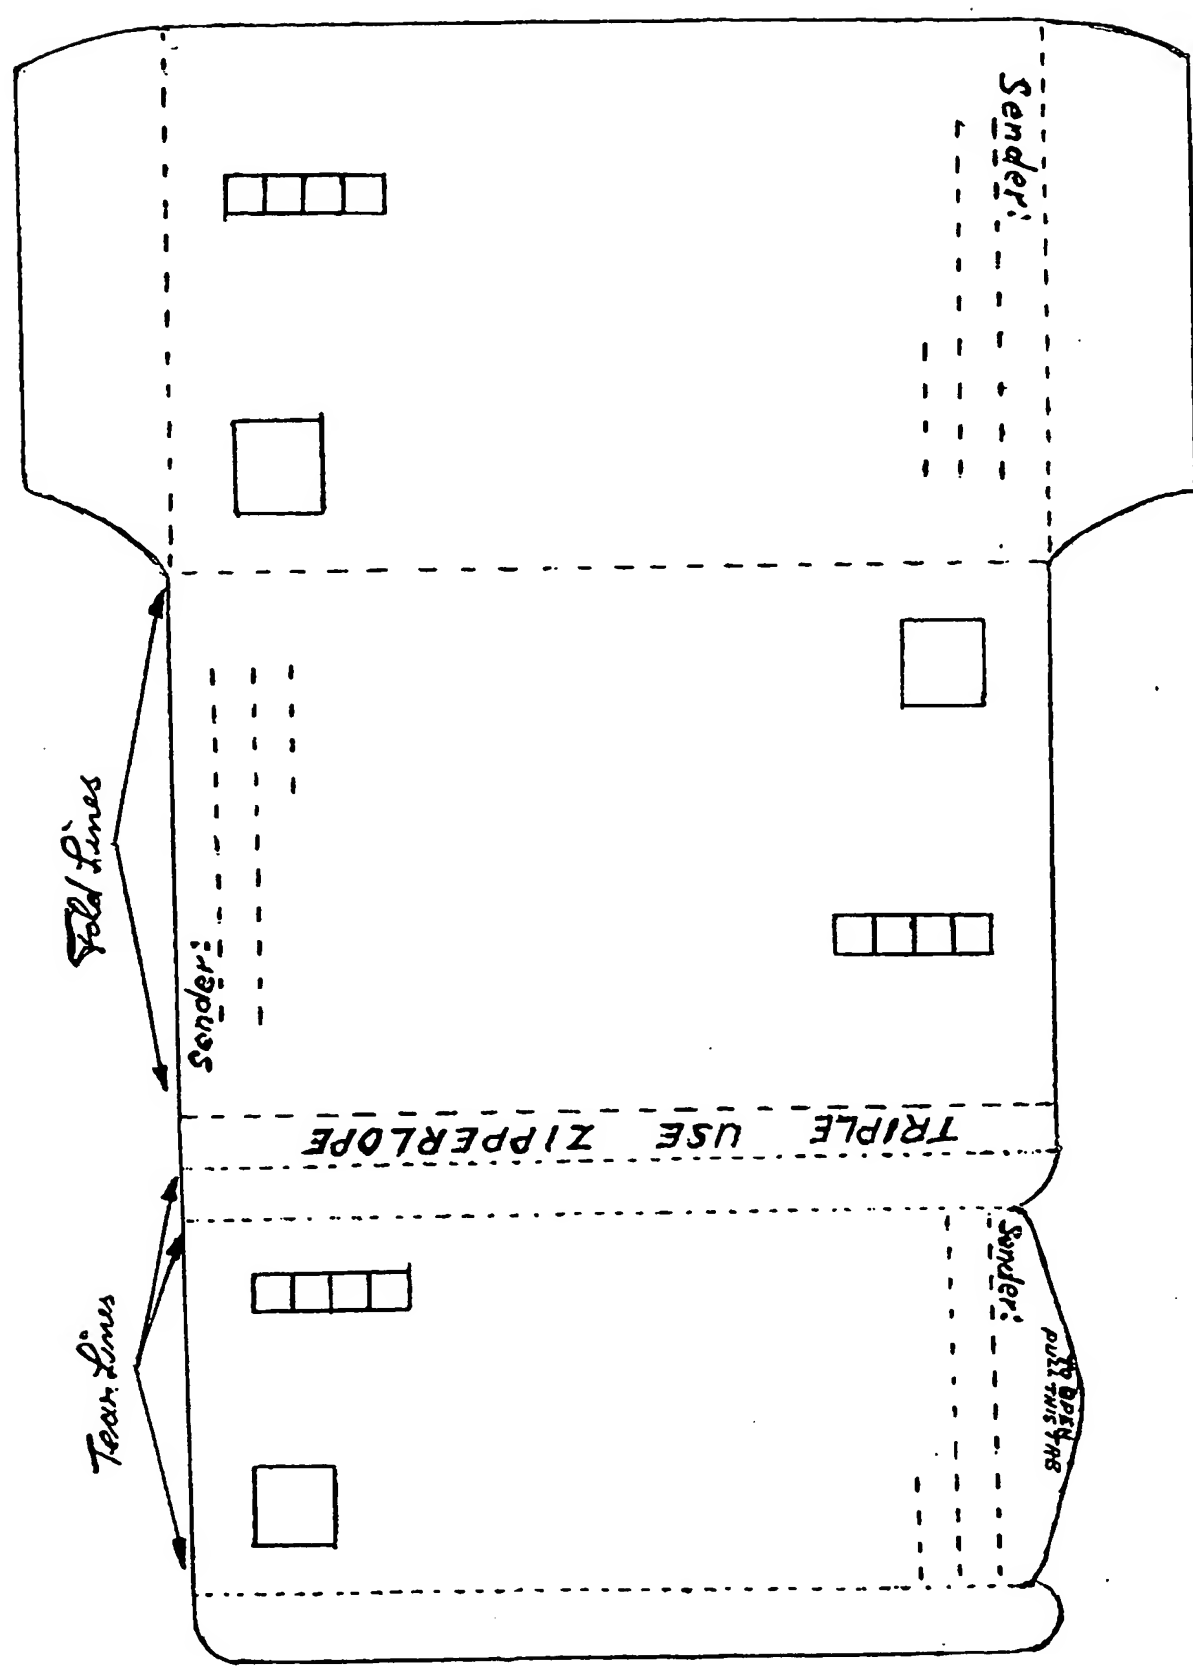 Sender:
Fold Lines
Sender:
TRIPLE USE ZIPPERLOPE
Sender:
TO OPEN
PULL THIS TAB
Tear Lines